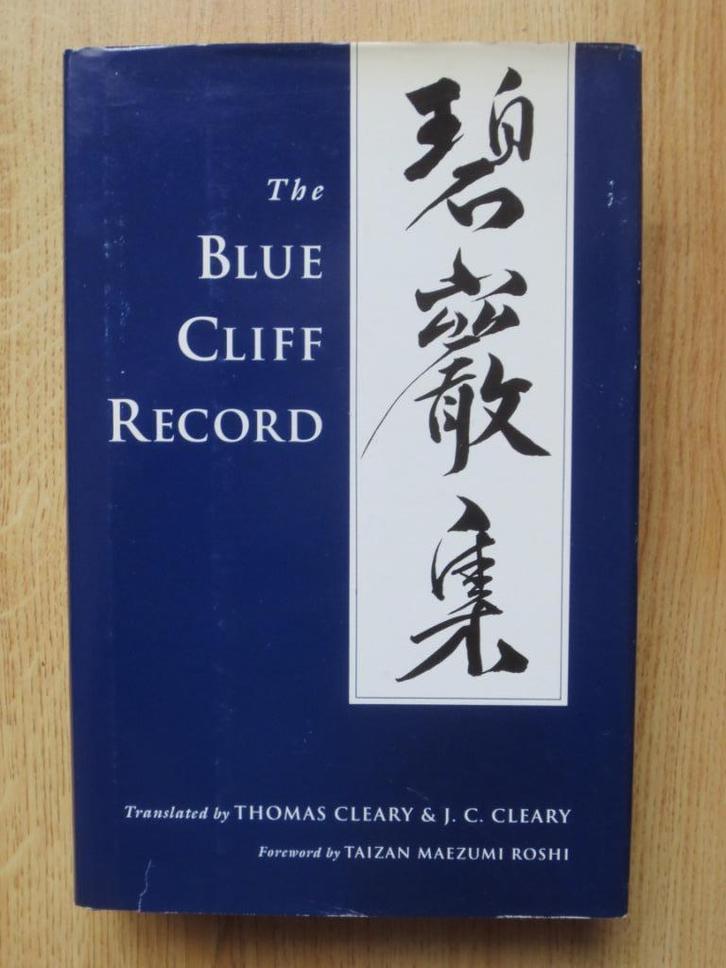 The
BLUE
CLIFF
RECORD
碧巖集
Translated by THOMAS CLEARY & J. C. CLEARY
Foreword by TAIZAN MAEZUMI ROSHI